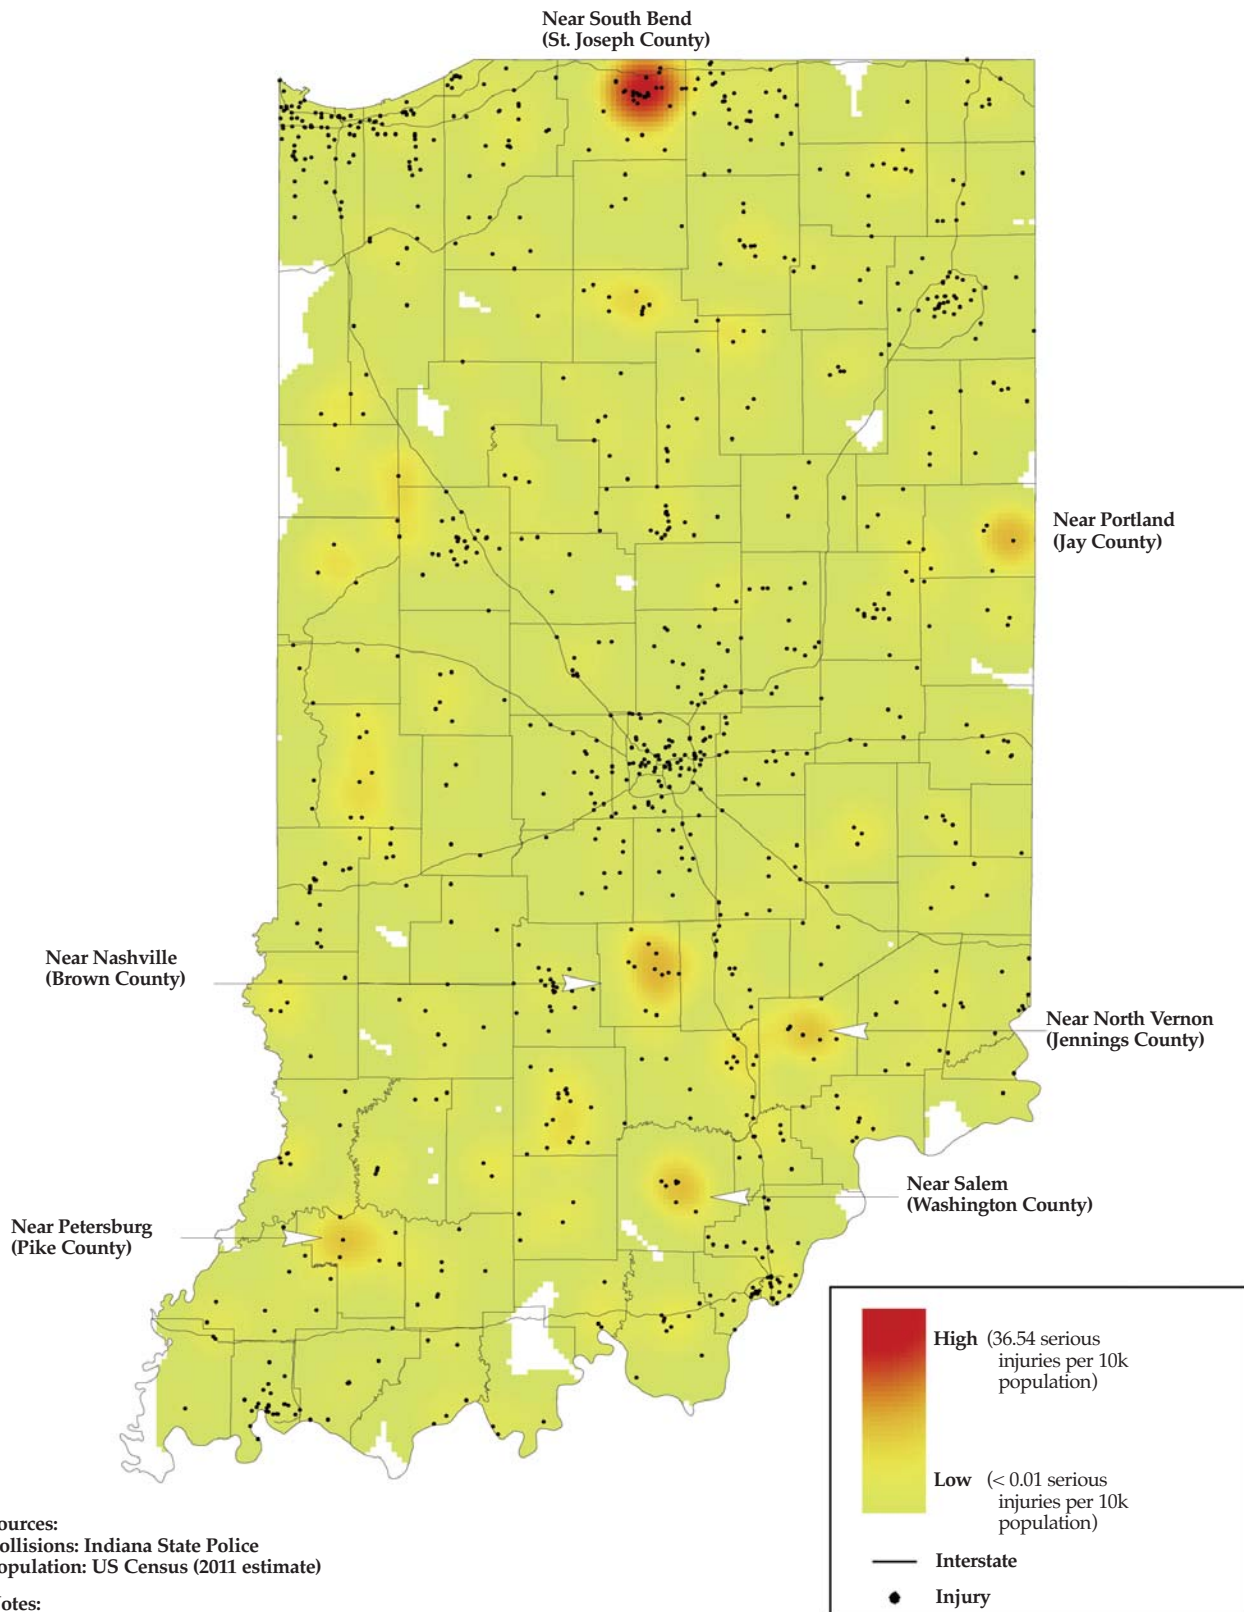 Near South Bend
(St. Joseph County)
Near Portland
(Jay County)
Near Nashville
(Brown County)
Near North Vernon
(Jennings County)
Near Salem
(Washington County)
Near Petersburg
(Pike County)
High (36.54 serious
injuries per 10k
population)
Low (< 0.01 serious
injuries per 10k
population)
Interstate
Injury
ources:
ollisions: Indiana State Police
opulation: US Census (2011 estimate)
otes: